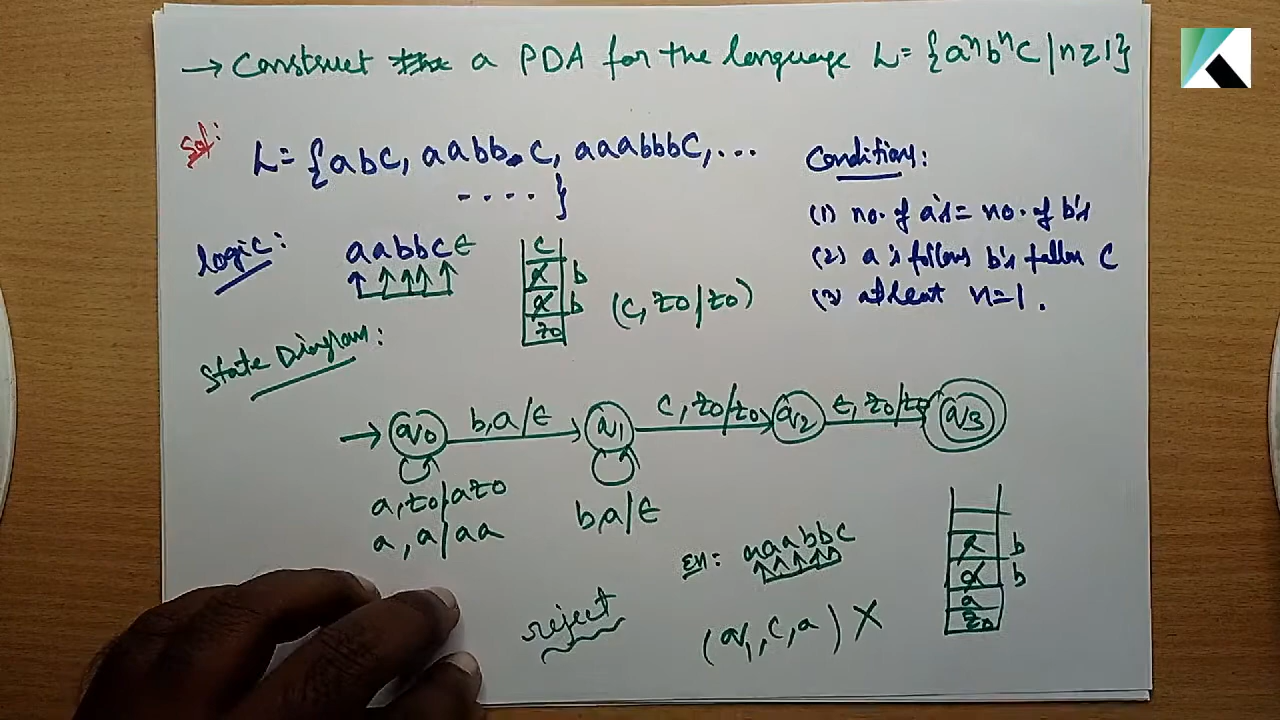 → Construct a PDA for the language L= {aⁿbⁿc | n≥1}
Sol:
L= {abc, aabbc, aaabbbc, ...
....}
Conditions:
(1) no. of a's = no. of b's
(2) a's follows b's follow c
(3) atleast n=1.
logic: aabbcϵ
c
a b
a b
z0
(c, z0/z0)
State Diagram:
q0 b,a/ϵ q1 c, z0/z0 q2 ϵ, z0/z0 q3
a, z0/az0
a, a/aa
b,a/ϵ
Ex: aaabbc
a b
a b
a
z0
reject
(q1, c, a) X